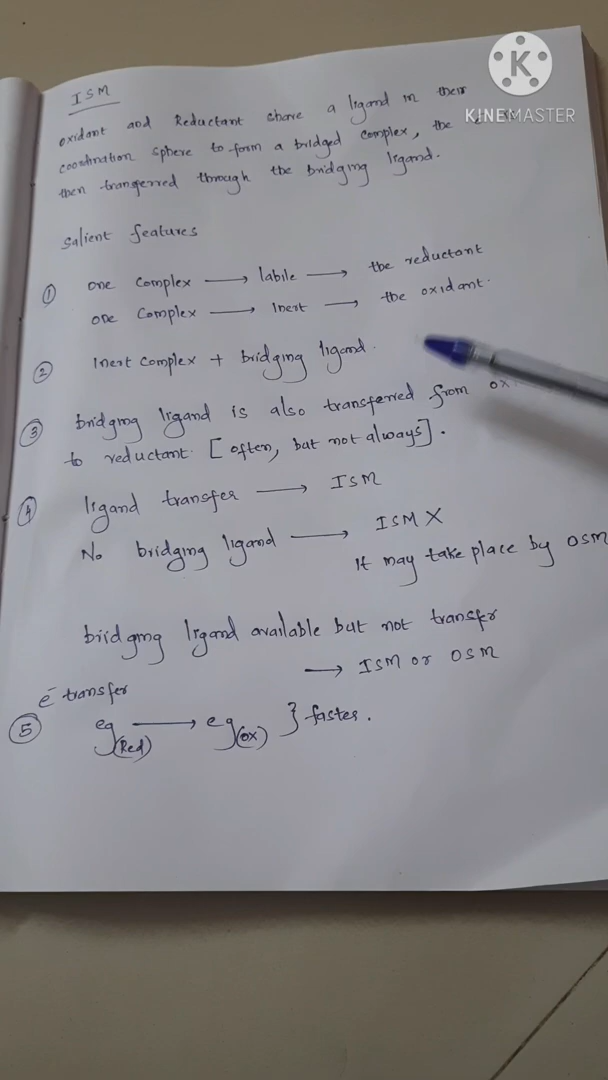 KINEMASTER
ISM
oxidant and Reductant share a ligand in their
coordination sphere to form a bridged complex, the
then tranferred through the bridging ligand.
Salient features
① one complex ⟶ labile ⟶ the reductant
one complex ⟶ Inert ⟶ the oxidant.
② Inert complex + bridging ligand.
③ bridging ligand is also transferred from ox
to reductant. [often, but not always].
④ ligand transfer ⟶ ISM
No bridging ligand ⟶ ISM X
It may take place by OSM
bridging ligand available but not transfer
⟶ ISM or OSM
e⁻ transfer
⑤ eg(Red) ⟶ eg(ox) } faster.